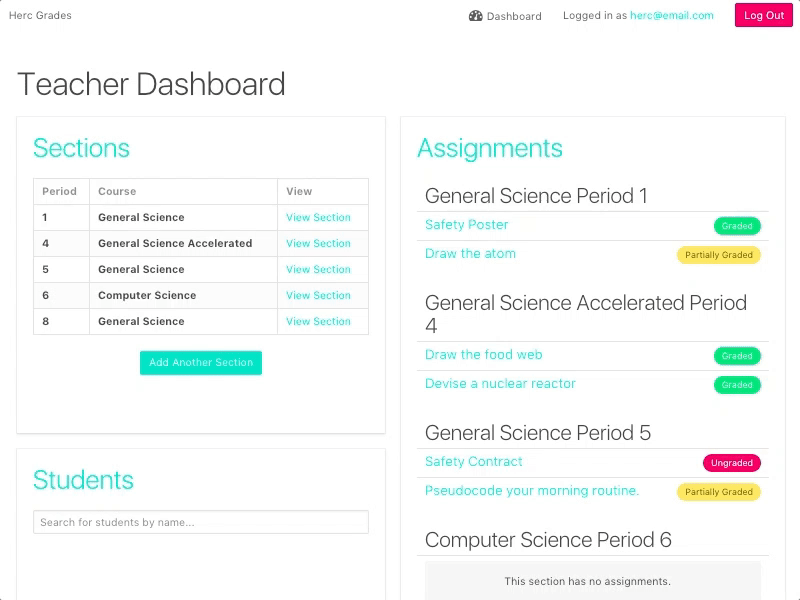 Herc Grades
Dashboard
Logged in as herc@email.com
Log Out
Teacher Dashboard
Sections
Period Course View
1 General Science View Section
4 General Science Accelerated View Section
5 General Science View Section
6 Computer Science View Section
8 General Science View Section
Add Another Section
Students
Search for students by name...
Assignments
General Science Period 1
Safety Poster Graded
Draw the atom Partially Graded
General Science Accelerated Period
4
Draw the food web Graded
Devise a nuclear reactor Graded
General Science Period 5
Safety Contract Ungraded
Pseudocode your morning routine. Partially Graded
Computer Science Period 6
This section has no assignments.